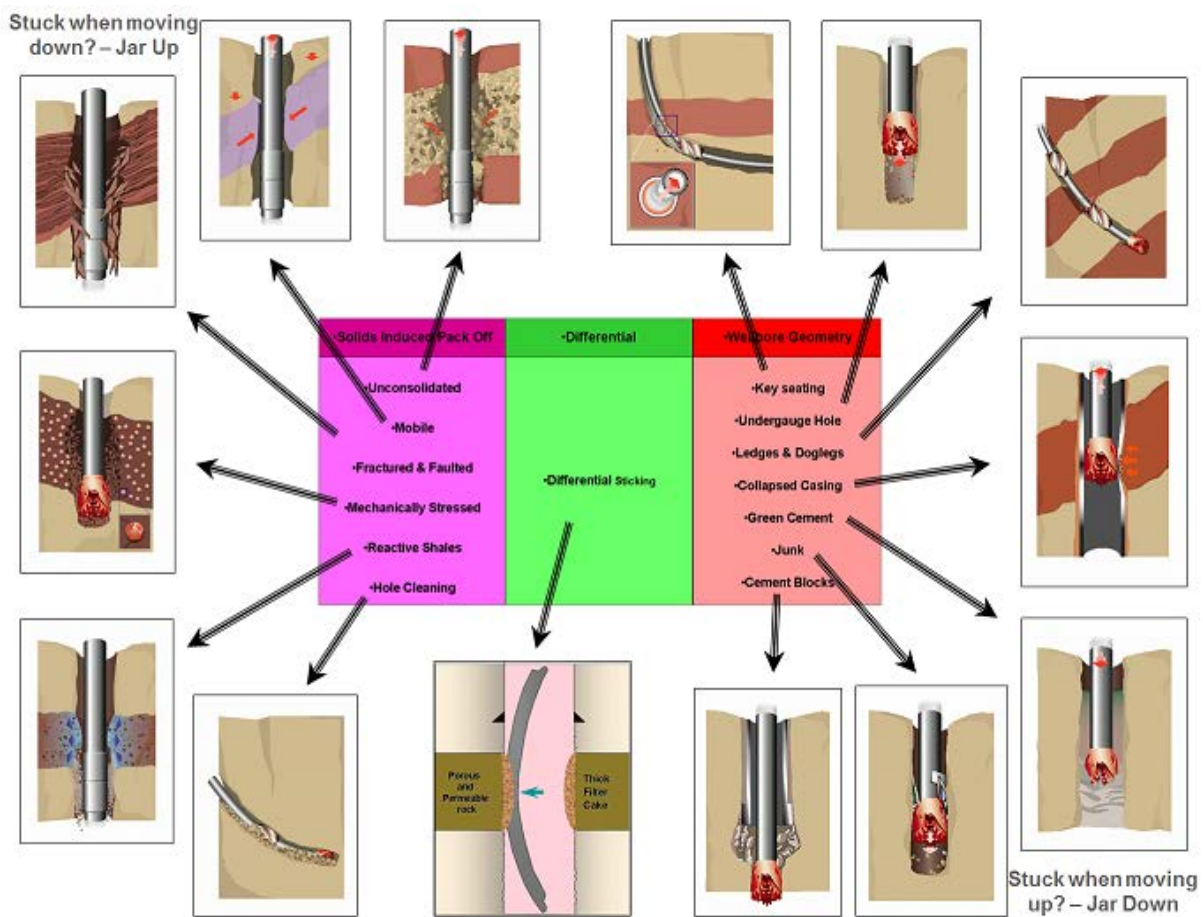 Stuck when moving
down? – Jar Up
•Solids Induced Pack Off
•Unconsolidated
•Mobile
•Fractured & Faulted
•Mechanically Stressed
•Reactive Shales
•Hole Cleaning
•Differential
•Differential Sticking
•Wellbore Geometry
•Key seating
•Undergauge Hole
•Ledges & Doglegs
•Collapsed Casing
•Green Cement
•Junk
•Cement Blocks
Porous
and
Permeable
rock
Thick
Filter
Cake
Stuck when moving
up? – Jar Down